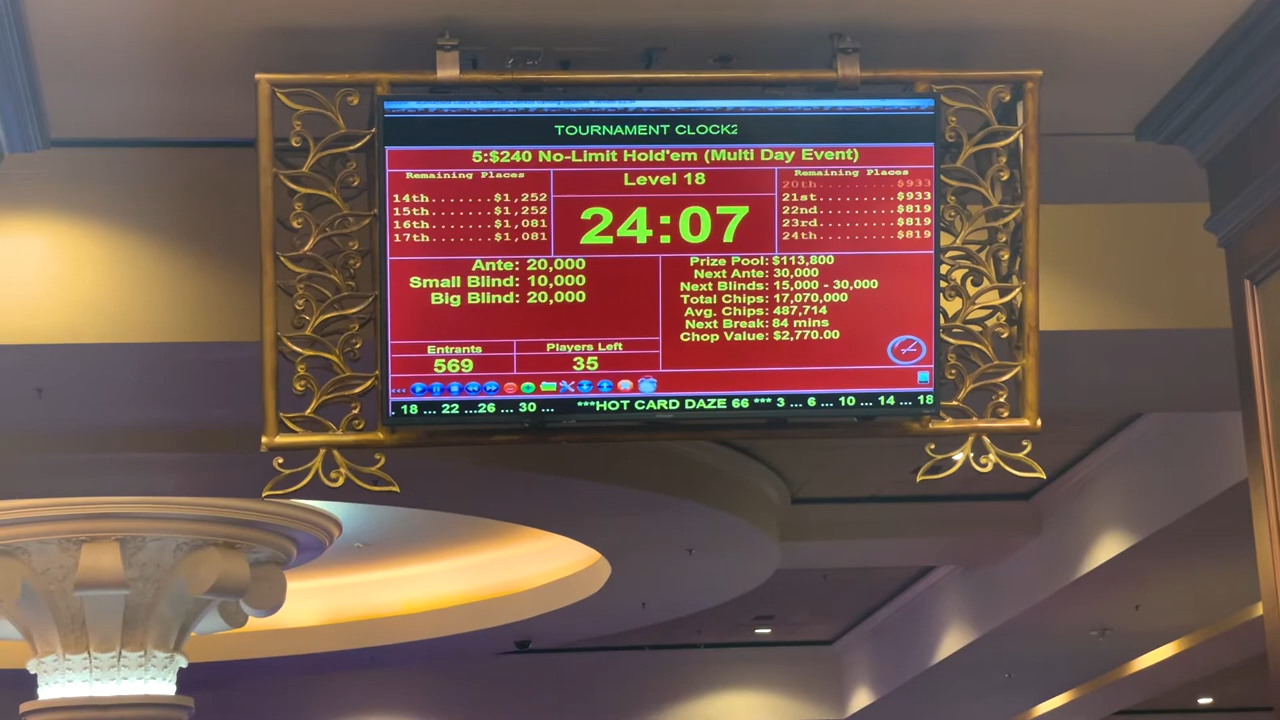 TOURNAMENT CLOCK2
5:$240 No-Limit Hold'em (Multi Day Event)
Remaining Places
14th.......$1,252
15th.......$1,252
16th.......$1,081
17th.......$1,081
Level 18
24:07
Remaining Places
20th........$933
21st........$933
22nd........$819
23rd........$819
24th........$819
Ante: 20,000
Small Blind: 10,000
Big Blind: 20,000
Prize Pool: $113,800
Next Ante: 30,000
Next Blinds: 15,000 - 30,000
Total Chips: 17,070,000
Avg. Chips: 487,714
Next Break: 84 mins
Chop Value: $2,770.00
Entrants
569
Players Left
35
<<<
. 18 ... 22 ...26 ... 30 ... ***HOT CARD DAZE 66 *** 3 ... 6 ... 10 ... 14 ... 18